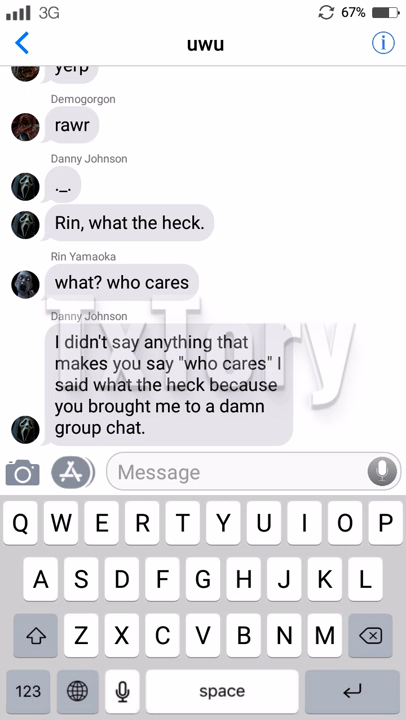 3G
67%
uwu
yerp
Demogorgon
rawr
Danny Johnson
._.
Rin, what the heck.
Rin Yamaoka
what? who cares
Danny Johnson
I didn't say anything that
makes you say "who cares" I
said what the heck because
you brought me to a damn
group chat.
TxTory
Message
Q W E R T Y U I O P
A S D F G H J K L
Z X C V B N M
123
space